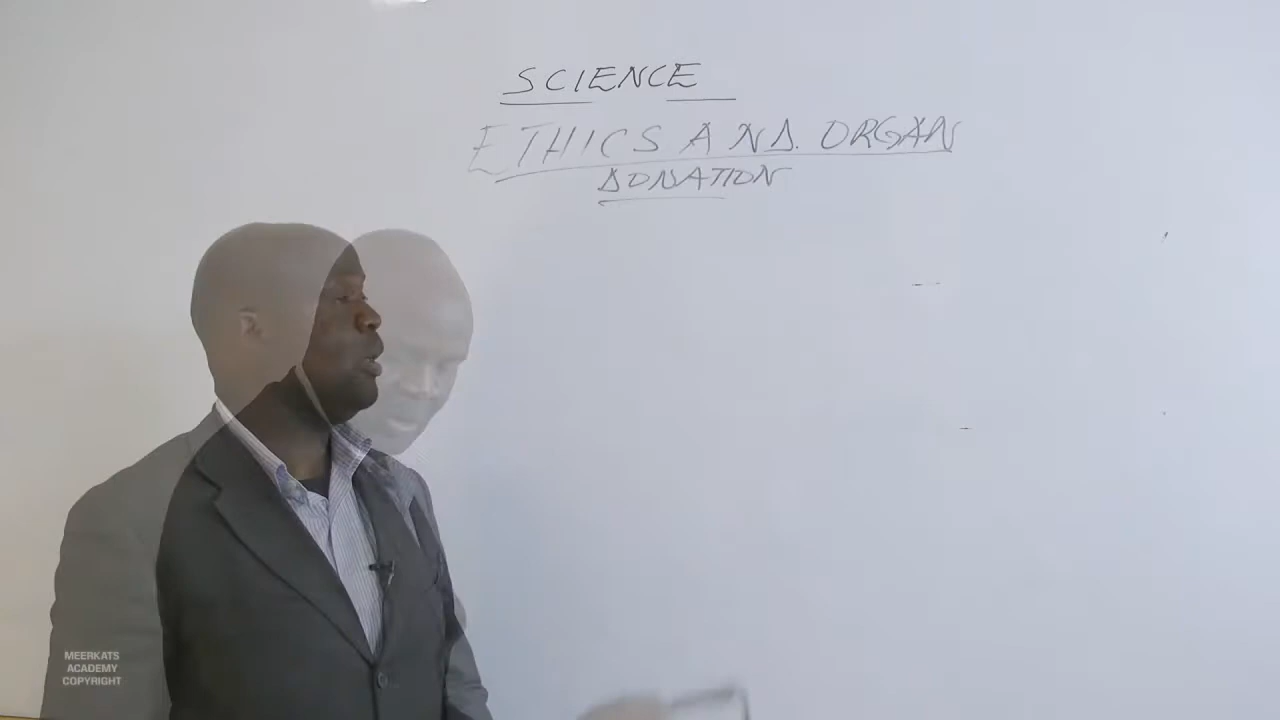 SCIENCE
ETHICS AND. ORGAN
DONATION
MEERKATS
ACADEMY
COPYRIGHT